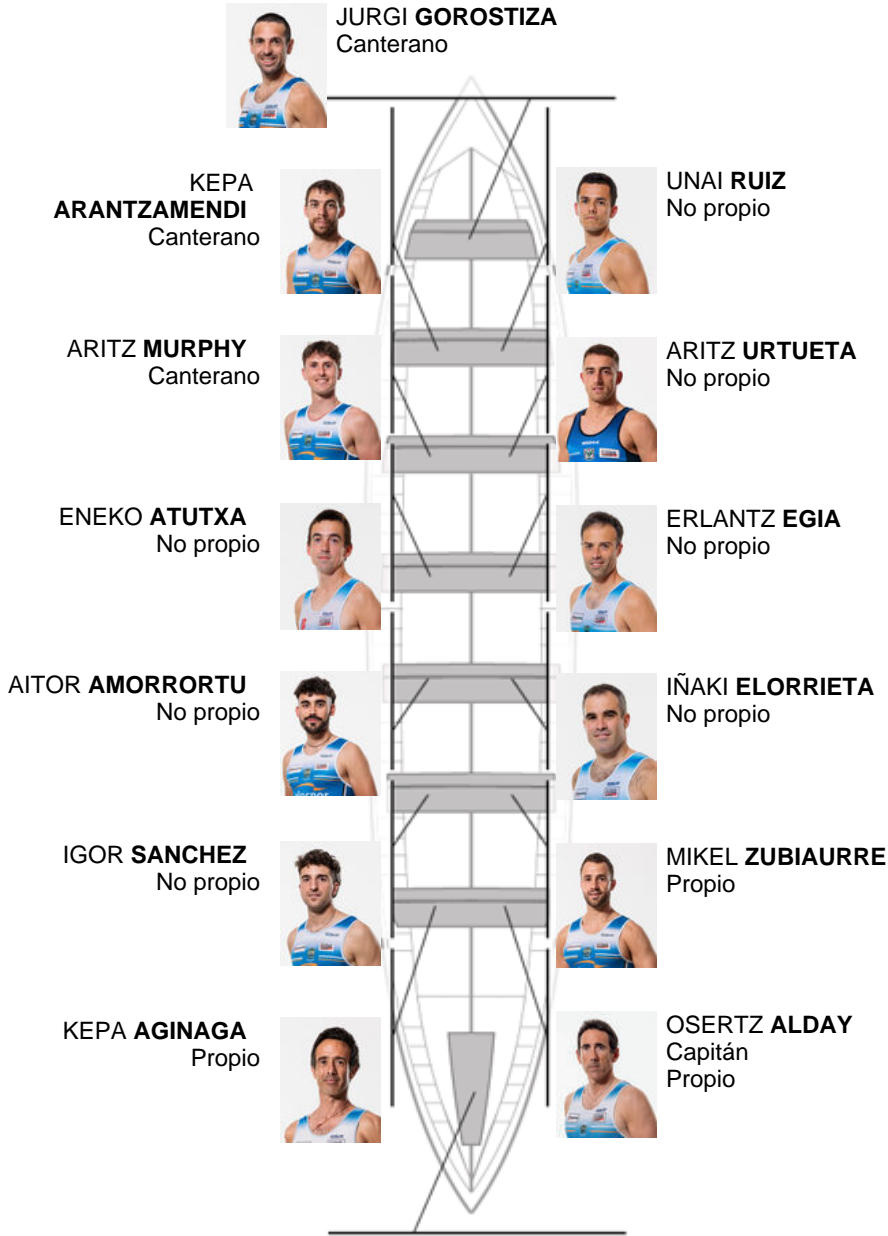 JURGI GOROSTIZA
Canterano
KEPA
ARANTZAMENDI
Canterano
UNAI RUIZ
No propio
ARITZ MURPHY
Canterano
ARITZ URTUETA
No propio
ENEKO ATUTXA
No propio
ERLANTZ EGIA
No propio
AITOR AMORRORTU
No propio
IÑAKI ELORRIETA
No propio
IGOR SANCHEZ
No propio
MIKEL ZUBIAURRE
Propio
KEPA AGINAGA
Propio
OSERTZ ALDAY
Capitán
Propio